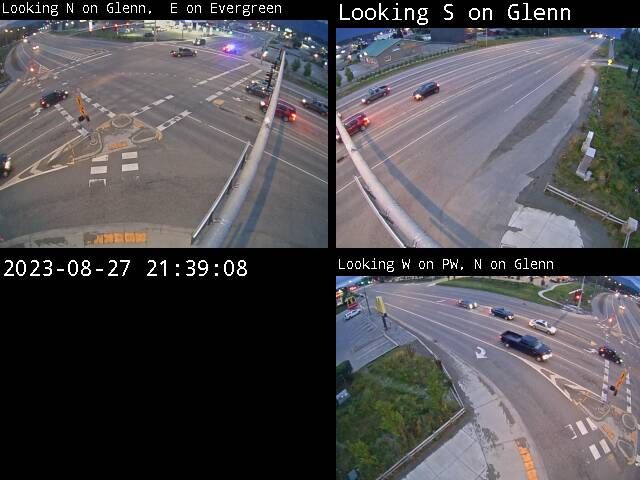 Looking N on Glenn, E on Evergreen
Looking S on Glenn
2023-08-27 21:39:08
Looking W on PW, N on Glenn